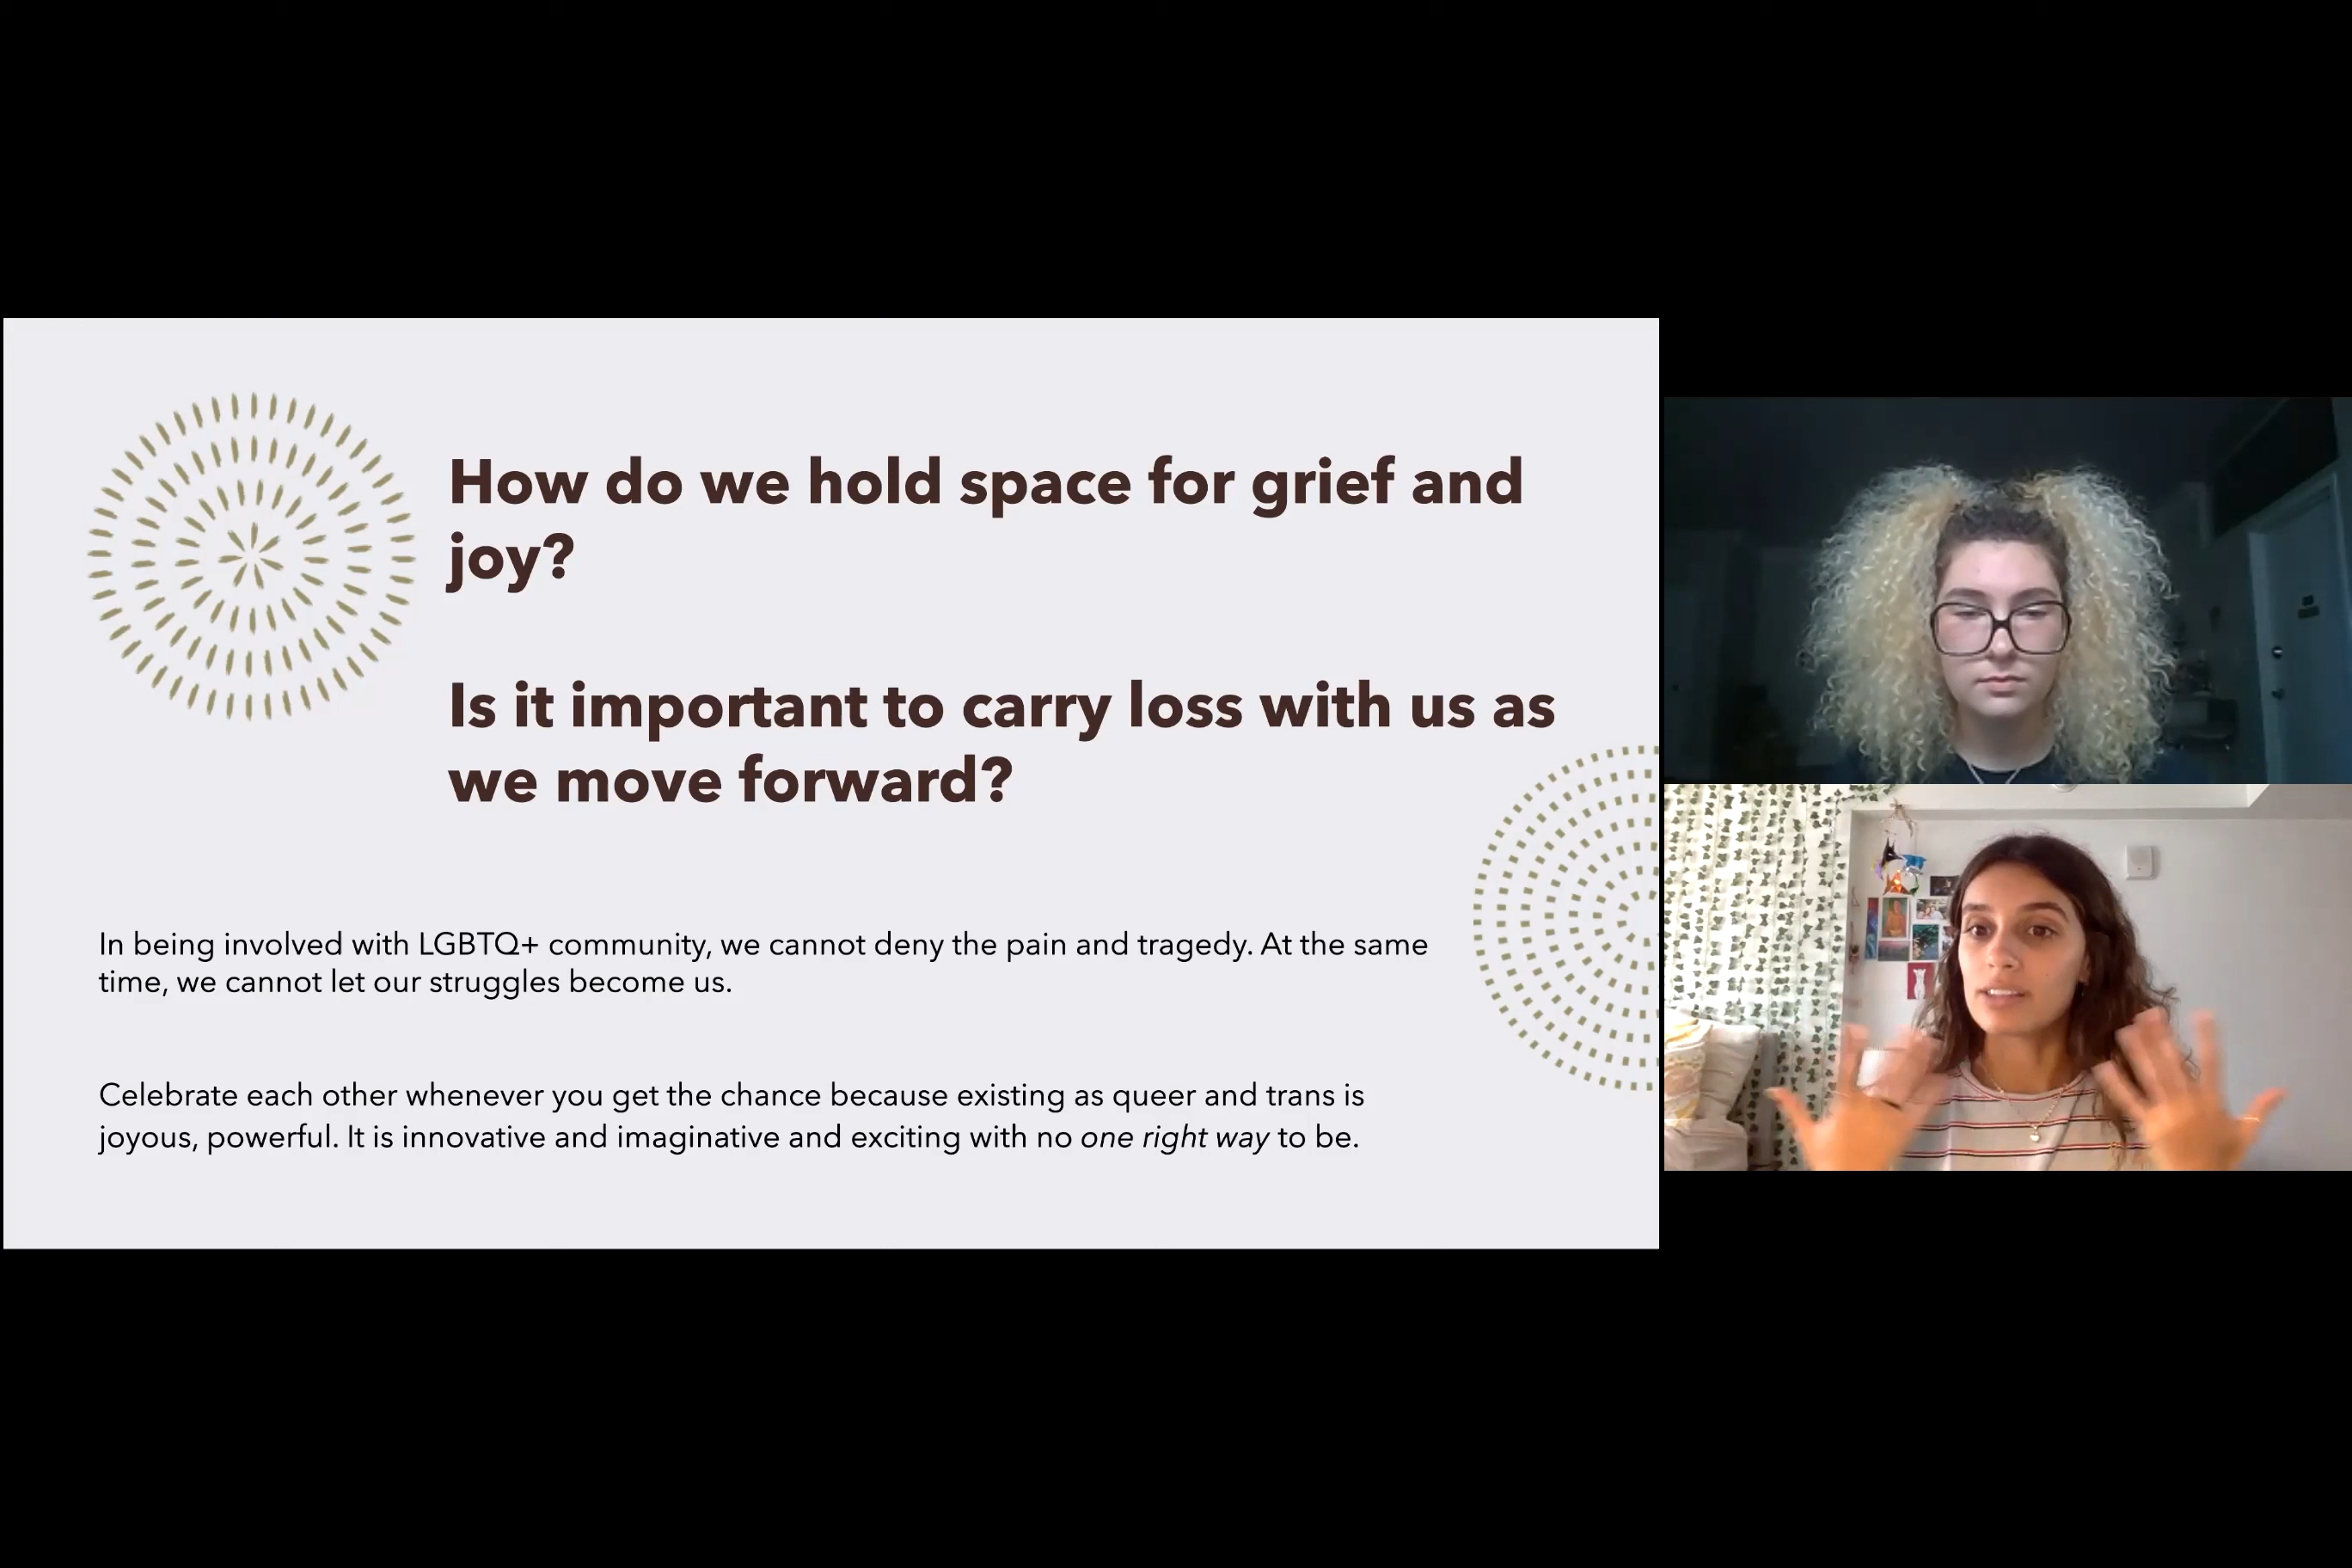 How do we hold space for grief and
joy?
Is it important to carry loss with us as
we move forward?
In being involved with LGBTQ+ community, we cannot deny the pain and tragedy. At the same
time, we cannot let our struggles become us.
Celebrate each other whenever you get the chance because existing as queer and trans is
joyous, powerful. It is innovative and imaginative and exciting with no one right way to be.